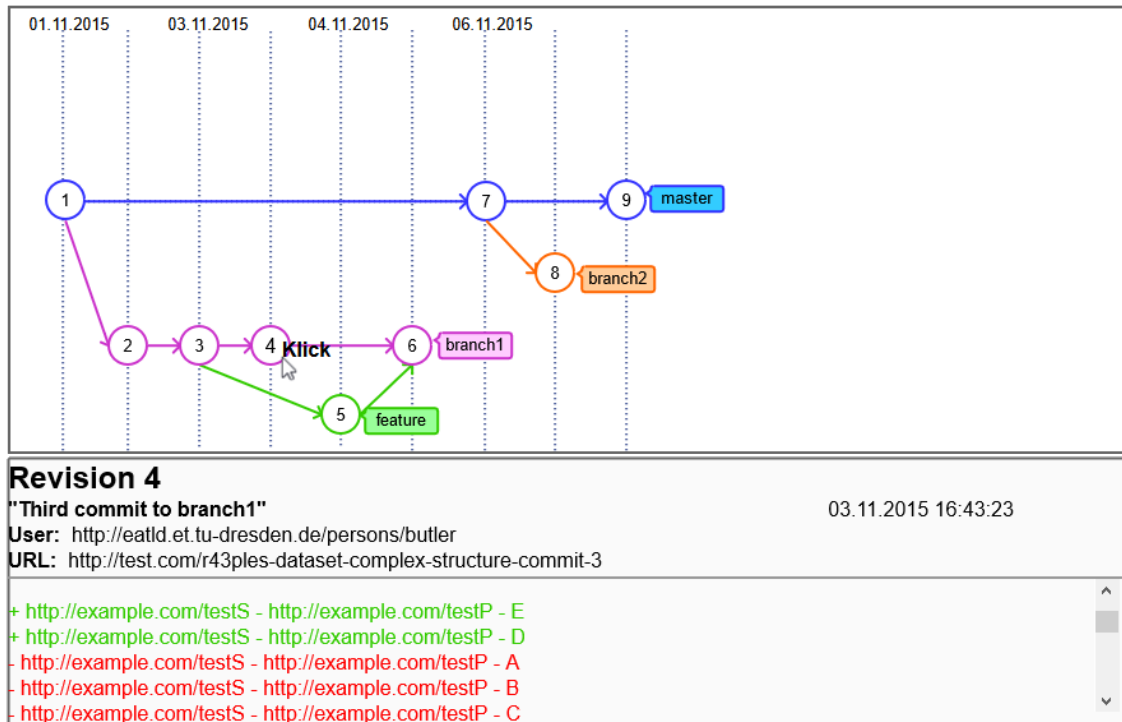 01.11.2015 03.11.2015 04.11.2015 06.11.2015
1 7 9 master
8 branch2
2 3 4 Klick 6 branch1
5 feature
Revision 4
"Third commit to branch1" 03.11.2015 16:43:23
User: http://eatld.et.tu-dresden.de/persons/butler
URL: http://test.com/r43ples-dataset-complex-structure-commit-3
+ http://example.com/testS - http://example.com/testP - E
+ http://example.com/testS - http://example.com/testP - D
- http://example.com/testS - http://example.com/testP - A
- http://example.com/testS - http://example.com/testP - B
- http://example.com/testS - http://example.com/testP - C